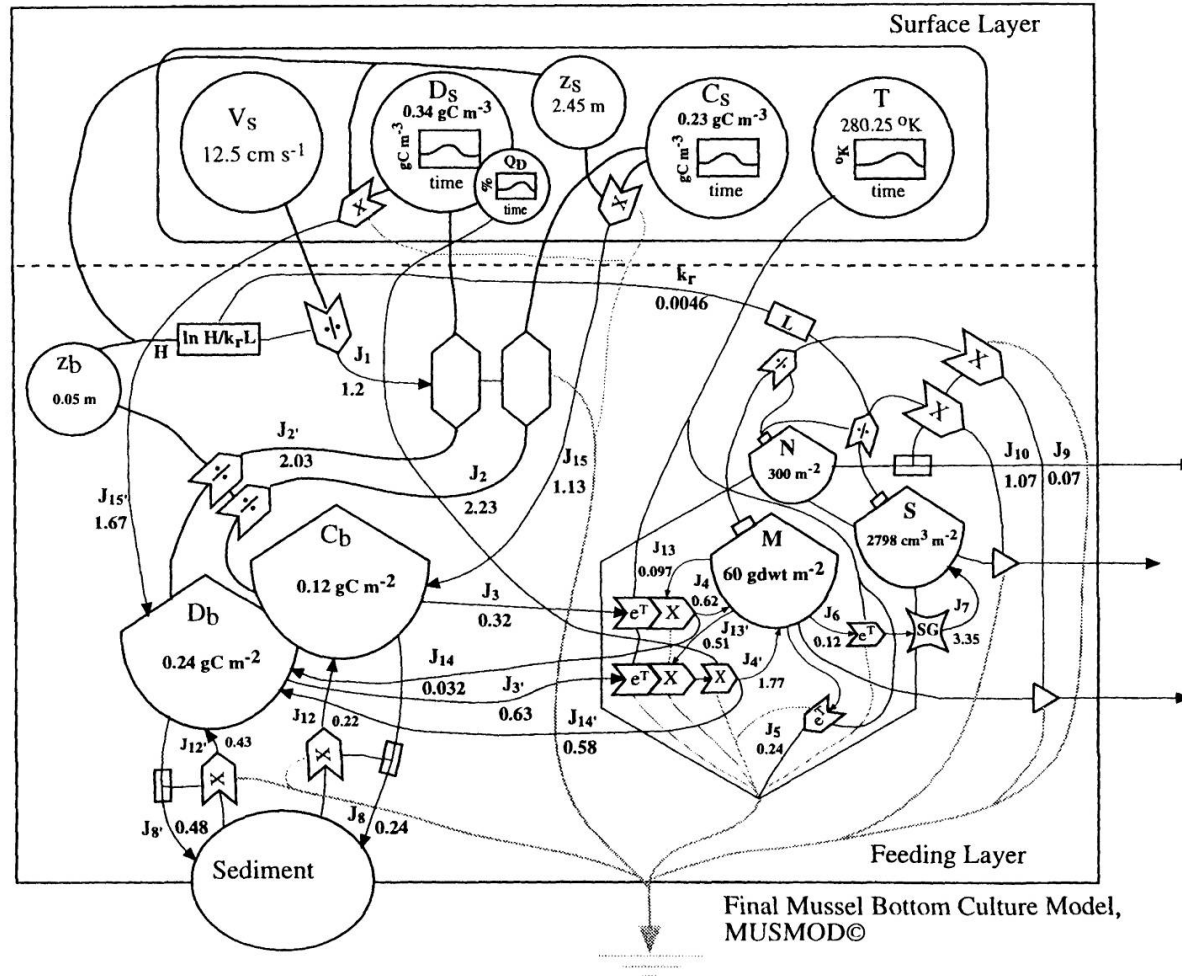 Surface Layer
Vs
12.5 cm s-1
Ds
0.34 gC m-3
gC m-3
time
QD
%
time
zs
2.45 m
Cs
0.23 gC m-3
gC m-3
time
T
280.25 oK
oK
time
X
X
kr
0.0046
H
ln H/krL
÷
J1
1.2
L
zb
0.05 m
÷
X
X
÷
N
300 m-2
J2'
2.03
J2
2.23
J15
1.13
J10
1.07
J9
0.07
J15'
1.67
÷
÷
S
2798 cm3 m-2
Cb
0.12 gC m-2
M
60 gdwt m-2
J13
0.097
J4
0.62
J3
0.32
eT
X
J6
0.12
eT
SG
J7
3.35
Db
0.24 gC m-2
J13'
0.51
J14
0.032
J3'
0.63
eT
X
X
J4'
1.77
J14'
0.58
J5
0.24
eT
J12
0.22
J12'
0.43
X
X
J8'
0.48
J8
0.24
Sediment
Feeding Layer
Final Mussel Bottom Culture Model,
MUSMOD©